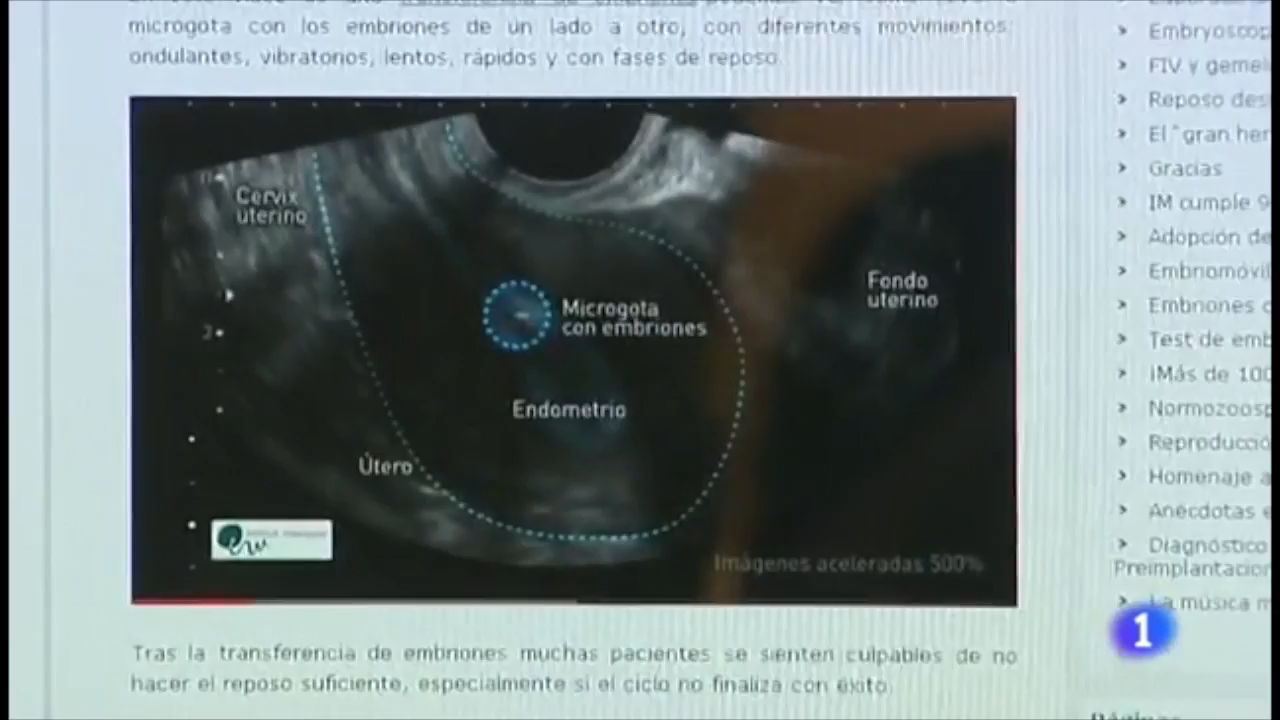 microgota con los embriones de un lado a otro, con diferentes movimientos:
ondulantes, vibratorios, lentos, rápidos y con fases de reposo.
Cervix
uterino
Fondo
uterino
Microgota
con embriones
3
Endometrio
Útero
Imágenes aceleradas 500%
Tras la transferencia de embriones muchas pacientes se sienten culpables de no
hacer el reposo suficiente, especialmente si el ciclo no finaliza con éxito.
Embryoscop
FIV y gemel
Reposo des
El "gran her
Gracias
IM cumple 9
Adopción de
Embriomóvil
Embriones c
Test de emb
¡Más de 100
Normozoosp
Reproducció
Homenaje a
Anécdotas e
Diagnóstico
Preimplantacion
La música m
1